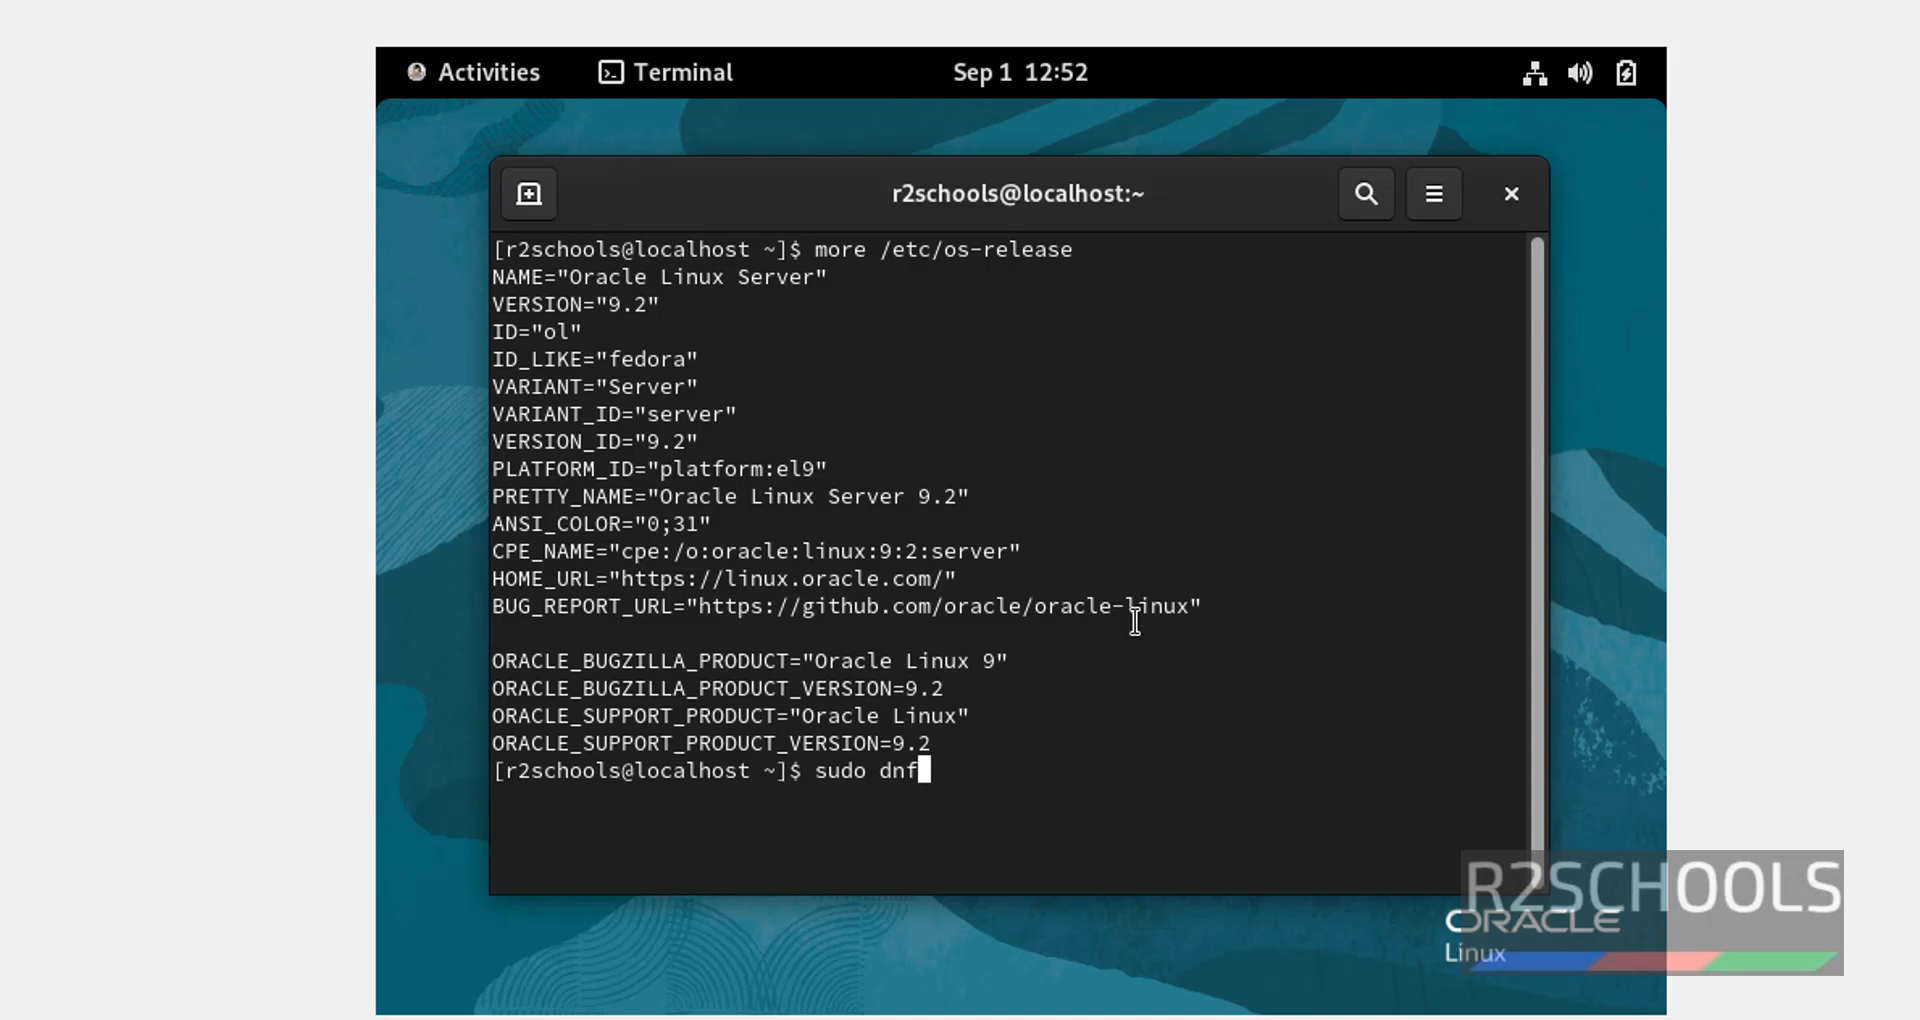 Activities Terminal Sep 1 12:52
r2schools@localhost:~
[r2schools@localhost ~]$ more /etc/os-release
NAME="Oracle Linux Server"
VERSION="9.2"
ID="ol"
ID_LIKE="fedora"
VARIANT="Server"
VARIANT_ID="server"
VERSION_ID="9.2"
PLATFORM_ID="platform:el9"
PRETTY_NAME="Oracle Linux Server 9.2"
ANSI_COLOR="0;31"
CPE_NAME="cpe:/o:oracle:linux:9:2:server"
HOME_URL="https://linux.oracle.com/"
BUG_REPORT_URL="https://github.com/oracle/oracle-linux"

ORACLE_BUGZILLA_PRODUCT="Oracle Linux 9"
ORACLE_BUGZILLA_PRODUCT_VERSION=9.2
ORACLE_SUPPORT_PRODUCT="Oracle Linux"
ORACLE_SUPPORT_PRODUCT_VERSION=9.2
[r2schools@localhost ~]$ sudo dnf
R2SCHOOLS
ORACLE
Linux